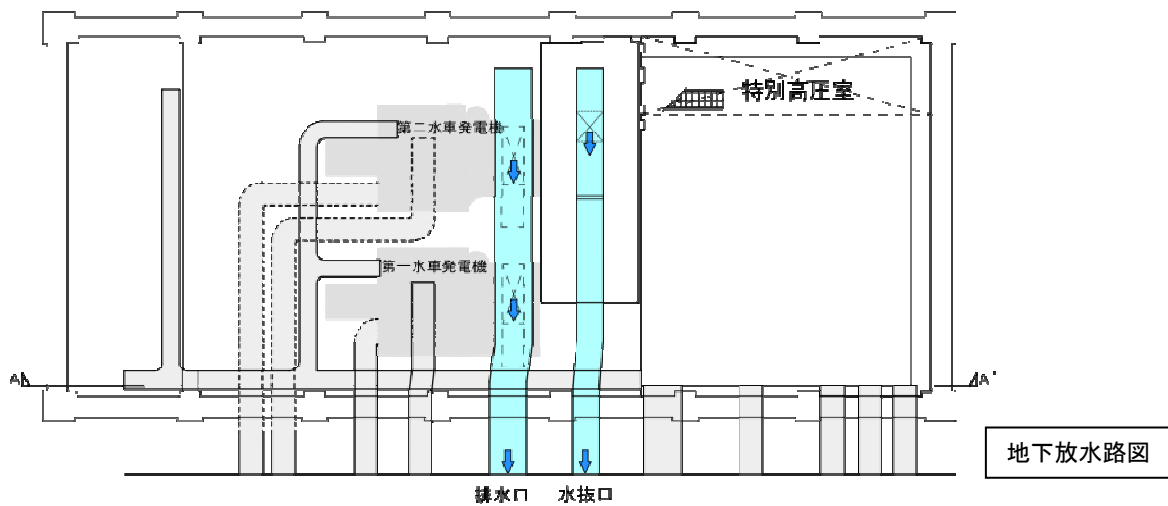 特別高圧室
第二水車発電機
第一水車発電機
A
A'
地下放水路図
排水口
水抜口